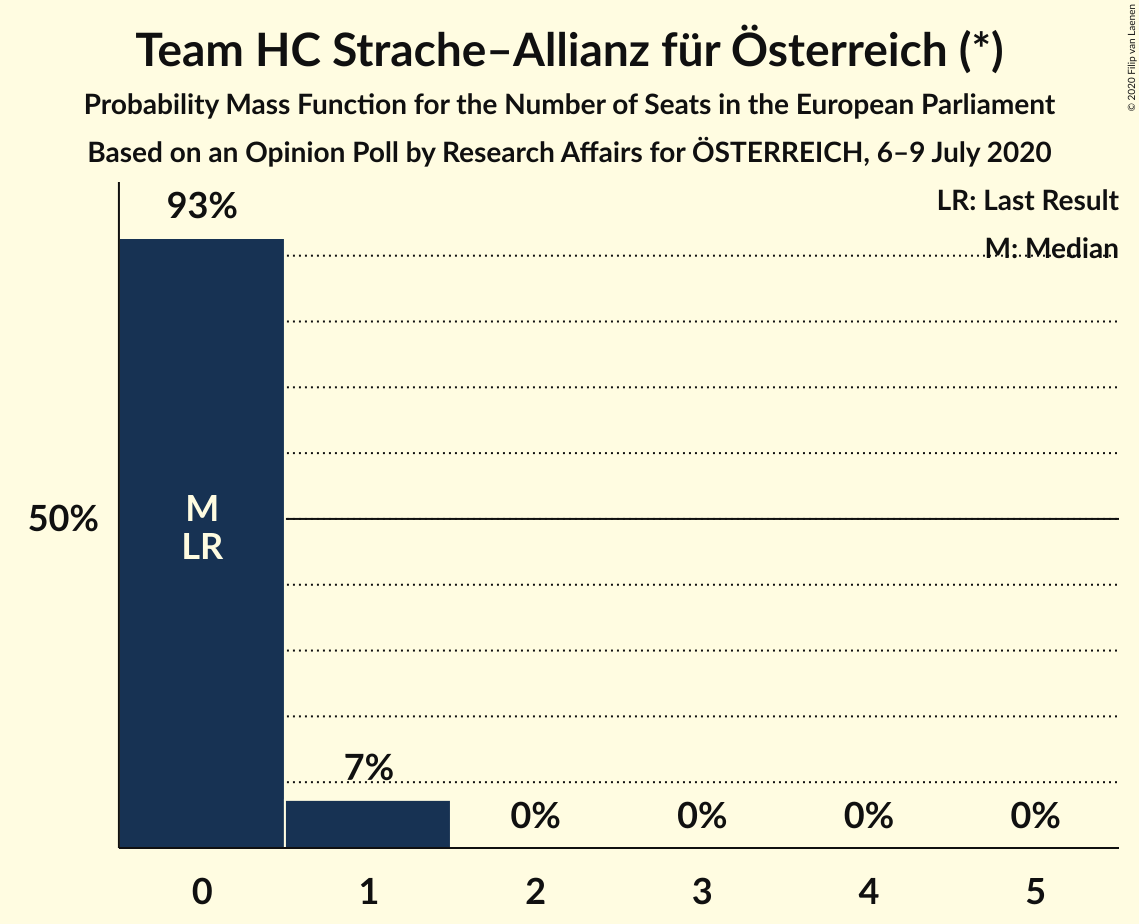 Team HC Strache–Allianz für Österreich (*)
Probability Mass Function for the Number of Seats in the European Parliament
Based on an Opinion Poll by Research Affairs for ÖSTERREICH, 6–9 July 2020
© 2020 Filip van Laenen
LR: Last Result
M: Median
93%
50%
M
LR
7%
0%
0%
0%
0%
0
1
2
3
4
5